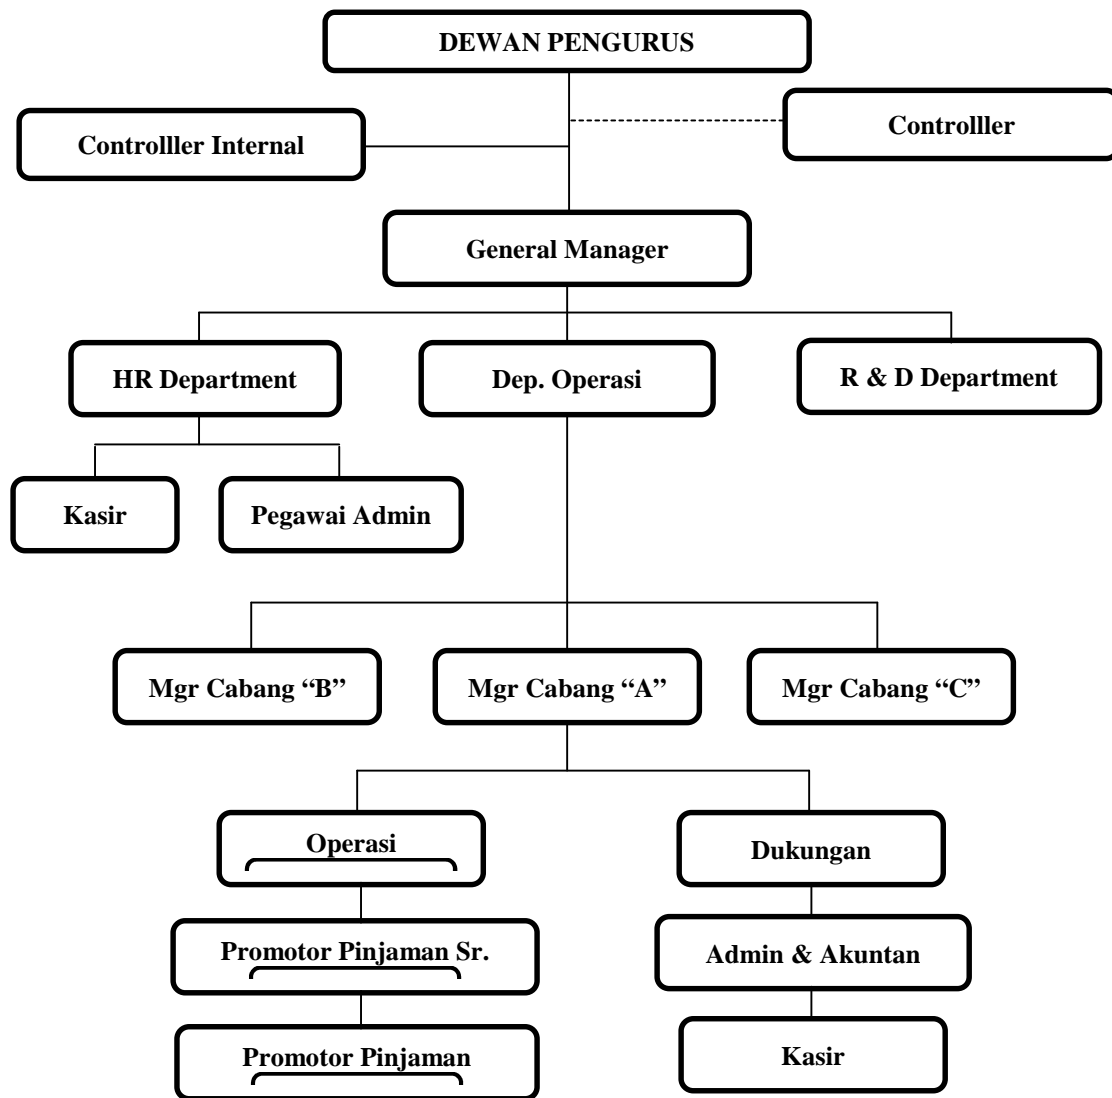 DEWAN PENGURUS
Controlller
Controlller Internal
General Manager
HR Department
Dep. Operasi
R & D Department
Kasir
Pegawai Admin
Mgr Cabang “B”
Mgr Cabang “A”
Mgr Cabang “C”
Operasi
Dukungan
Promotor Pinjaman Sr.
Admin & Akuntan
Promotor Pinjaman
Kasir